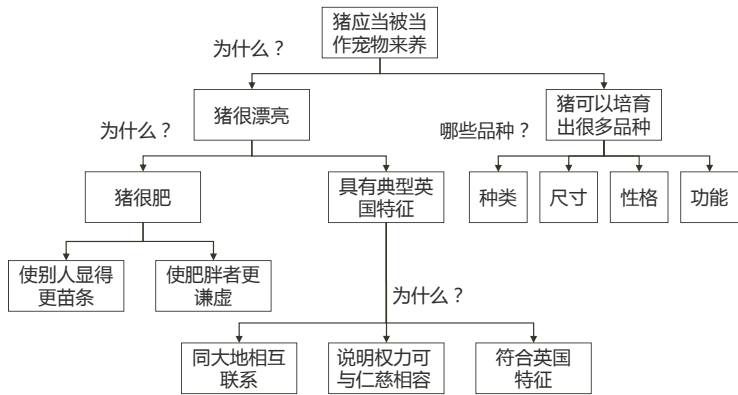 猪应当被当
作宠物来养
为什么？
猪很漂亮
猪可以培育
出很多品种
为什么？
哪些品种？
猪很肥
具有典型英
国特征
种类
尺寸
性格
功能
使别人显得
更苗条
使肥胖者更
谦虚
为什么？
同大地相互
联系
说明权力可
与仁慈相容
符合英国
特征